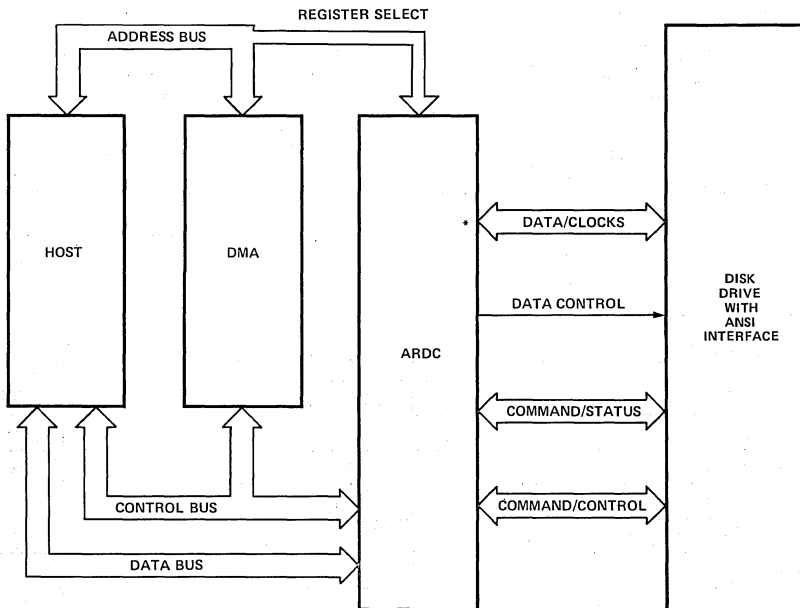 REGISTER SELECT
ADDRESS BUS
HOST
DMA
ARDC
*
DATA/CLOCKS
DATA CONTROL
COMMAND/STATUS
COMMAND/CONTROL
DISK
DRIVE
WITH
ANSI
INTERFACE
CONTROL BUS
DATA BUS